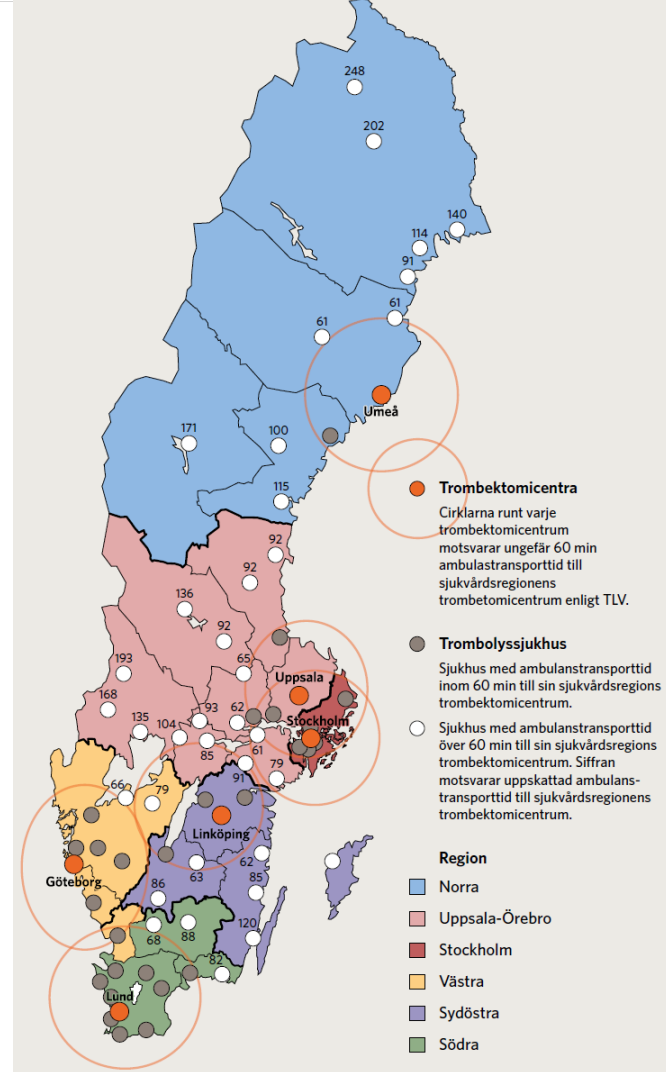 248
202
140
114
91
61
61
Umeå
171
100
115
Trombektomicentra
Cirklarna runt varje
trombektomicentrum
motsvarar ungefär 60 min
ambulastransporttid till
sjukvårdsregionens
trombetomicentrum enligt TLV.
92
92
136
92
193
65
168
Uppsala
Trombolyssjukhus
Sjukhus med ambulanstransporttid
inom 60 min till sin sjukvårdsregions
trombektomicentrum.
93
62
135
104
Stockholm
85
61
79
Sjukhus med ambulanstransporttid
över 60 min till sin sjukvårdsregions
trombektomicentrum. Siffran
motsvarar uppskattad ambulans-
transporttid till sjukvårdsregionens
trombektomicentrum.
66
79
91
Linköping
Göteborg
63
62
86
85
120
68
88
82
Lund
Region
Norra
Uppsala-Örebro
Stockholm
Västra
Sydöstra
Södra